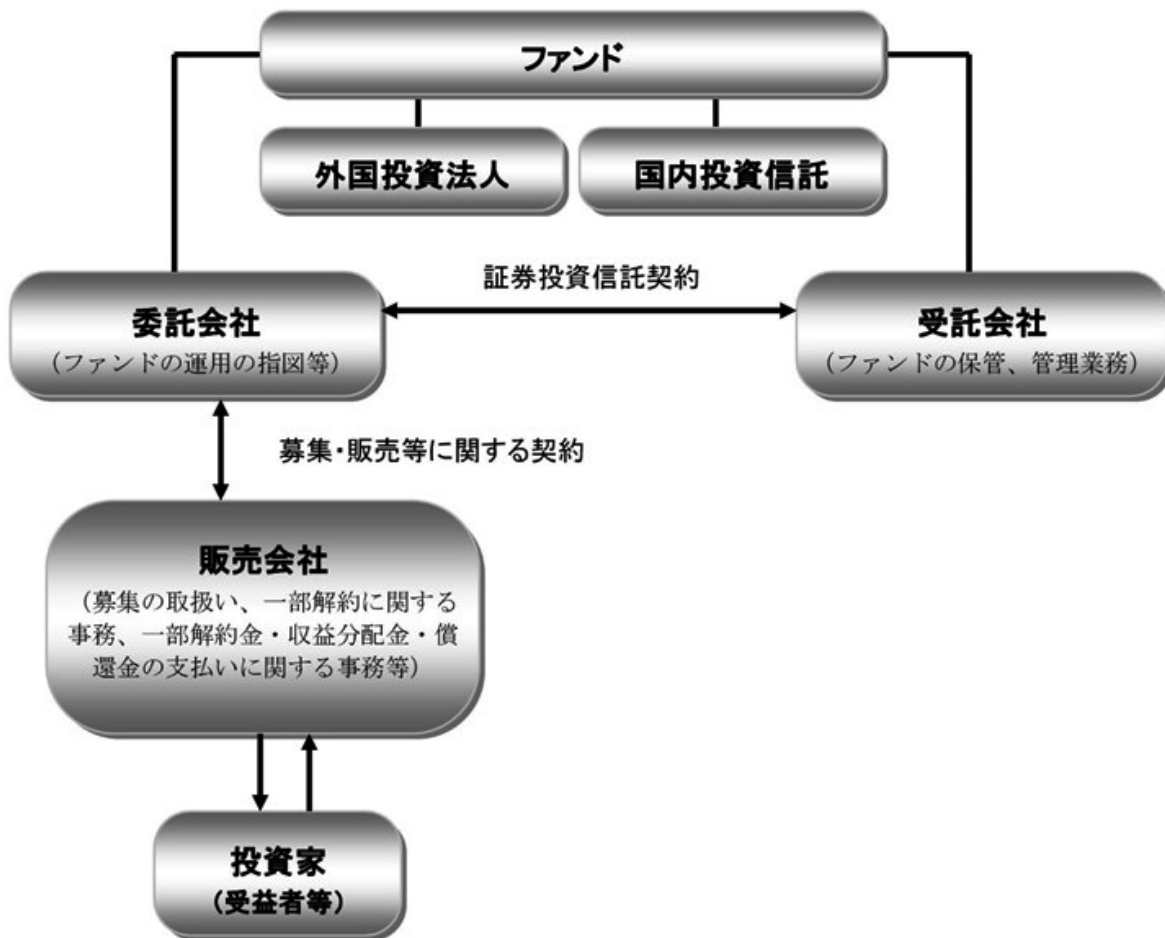 ファンド
外国投資法人
国内投資信託
証券投資信託契約
委託会社
（ファンドの運用の指図等）
受託会社
（ファンドの保管、管理業務）
募集・販売等に関する契約
販売会社
（募集の取扱い、一部解約に関する
事務、一部解約金・収益分配金・償
還金の支払いに関する事務等）
投資家
（受益者等）